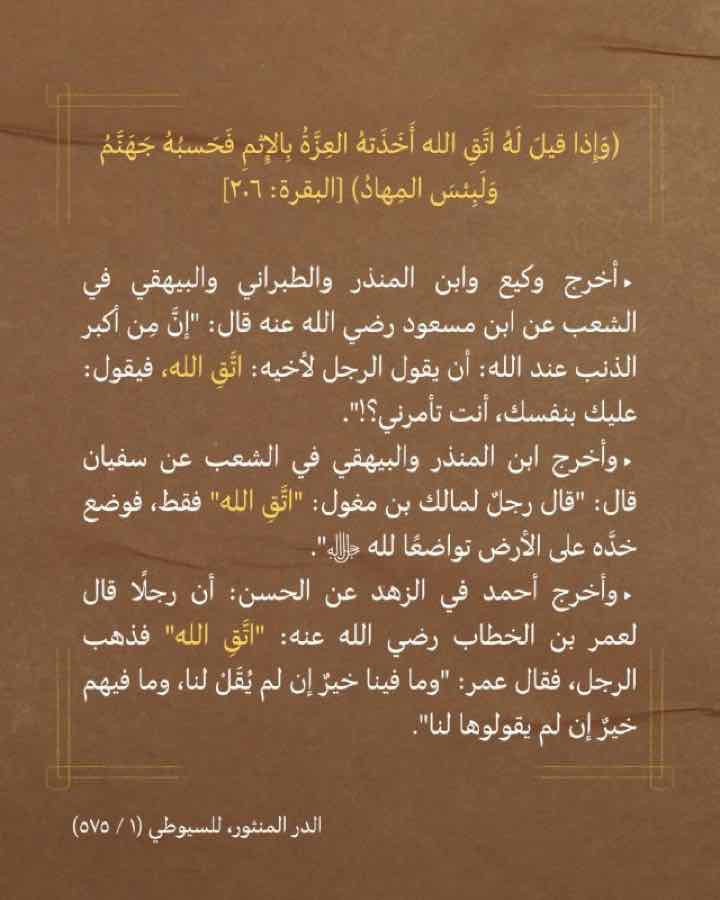 ﴿وَإِذا قيلَ لَهُ اتَّقِ الله أَخَذَتهُ العِزَّةُ بِالإِثمِ فَحَسبُهُ جَهَنَّمُ
وَلَبِئسَ المِهادُ﴾ [البقرة: ٢٠٦]
▸ أخرج وكيع وابن المنذر والطبراني والبيهقي في
الشعب عن ابن مسعود رضي الله عنه قال: "إنَّ مِن أكبر
الذنب عند الله: أن يقول الرجل لأخيه: اتَّقِ الله، فيقول:
عليك بنفسك، أنت تأمرني؟!".
▸ وأخرج ابن المنذر والبيهقي في الشعب عن سفيان
قال: "قال رجلٌ لمالك بن مغول: "اتَّقِ الله" فقط، فوضع
خدَّه على الأرض تواضعًا لله ﷻ".
▸ وأخرج أحمد في الزهد عن الحسن: أن رجلًا قال
لعمر بن الخطاب رضي الله عنه: "اتَّقِ الله" فذهب
الرجل، فقال عمر: "وما فينا خيرٌ إن لم يُقَلْ لنا، وما فيهم
خيرٌ إن لم يقولوها لنا".
الدر المنثور، للسيوطي (١ / ٥٧٥)